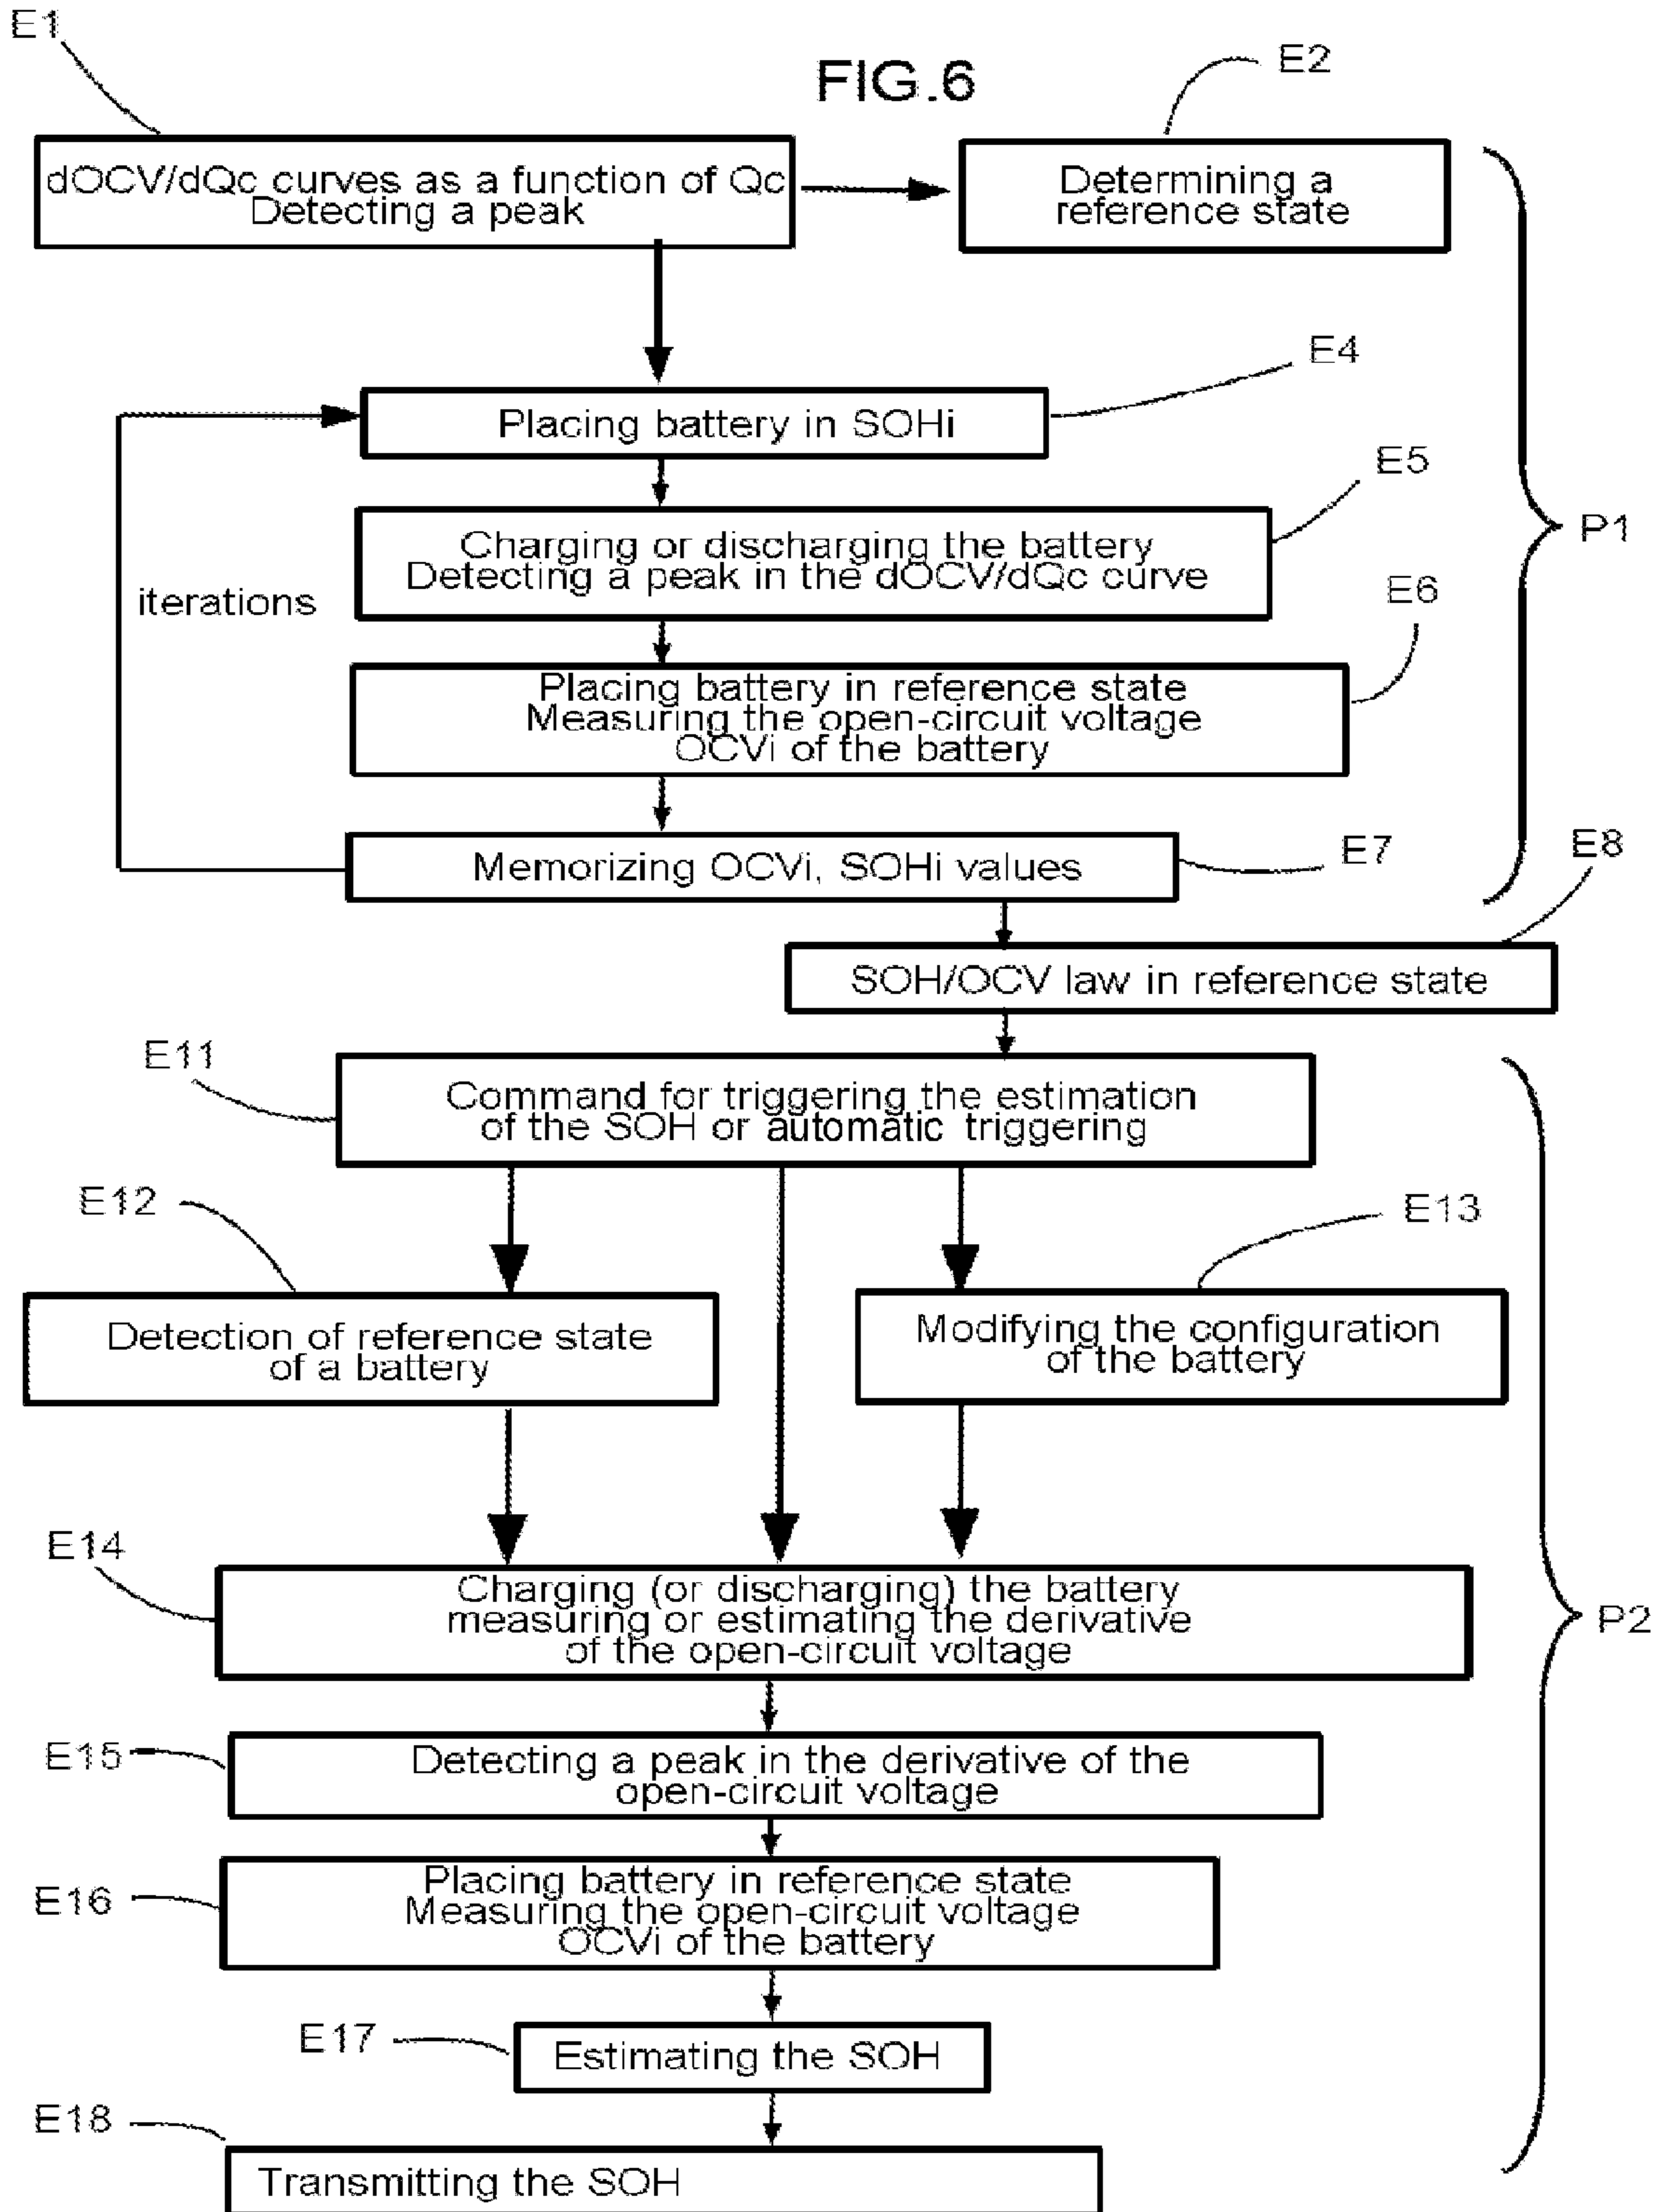 E1
FIG.6
E2
dOCV/dQc curves as a function of Qc
Detecting a peak
Determining a
reference state
E4
Placing battery in SOHi
E5
Charging or discharging the battery
Detecting a peak in the dOCV/dQc curve
P1
iterations
E6
Placing battery in reference state
Measuring the open-circuit voltage
OCVi of the battery
E7
Memorizing OCVi, SOHi values
E8
SOH/OCV law in reference state
E11
Command for triggering the estimation
of the SOH or automatic triggering
E12
E13
Detection of reference state
of a battery
Modifying the configuration
of the battery
E14
Charging (or discharging) the battery
measuring or estimating the derivative
of the open-circuit voltage
P2
E15
Detecting a peak in the derivative of the
open-circuit voltage
E16
Placing battery in reference state
Measuring the open-circuit voltage
OCVi of the battery
E17
Estimating the SOH
E18
Transmitting the SOH